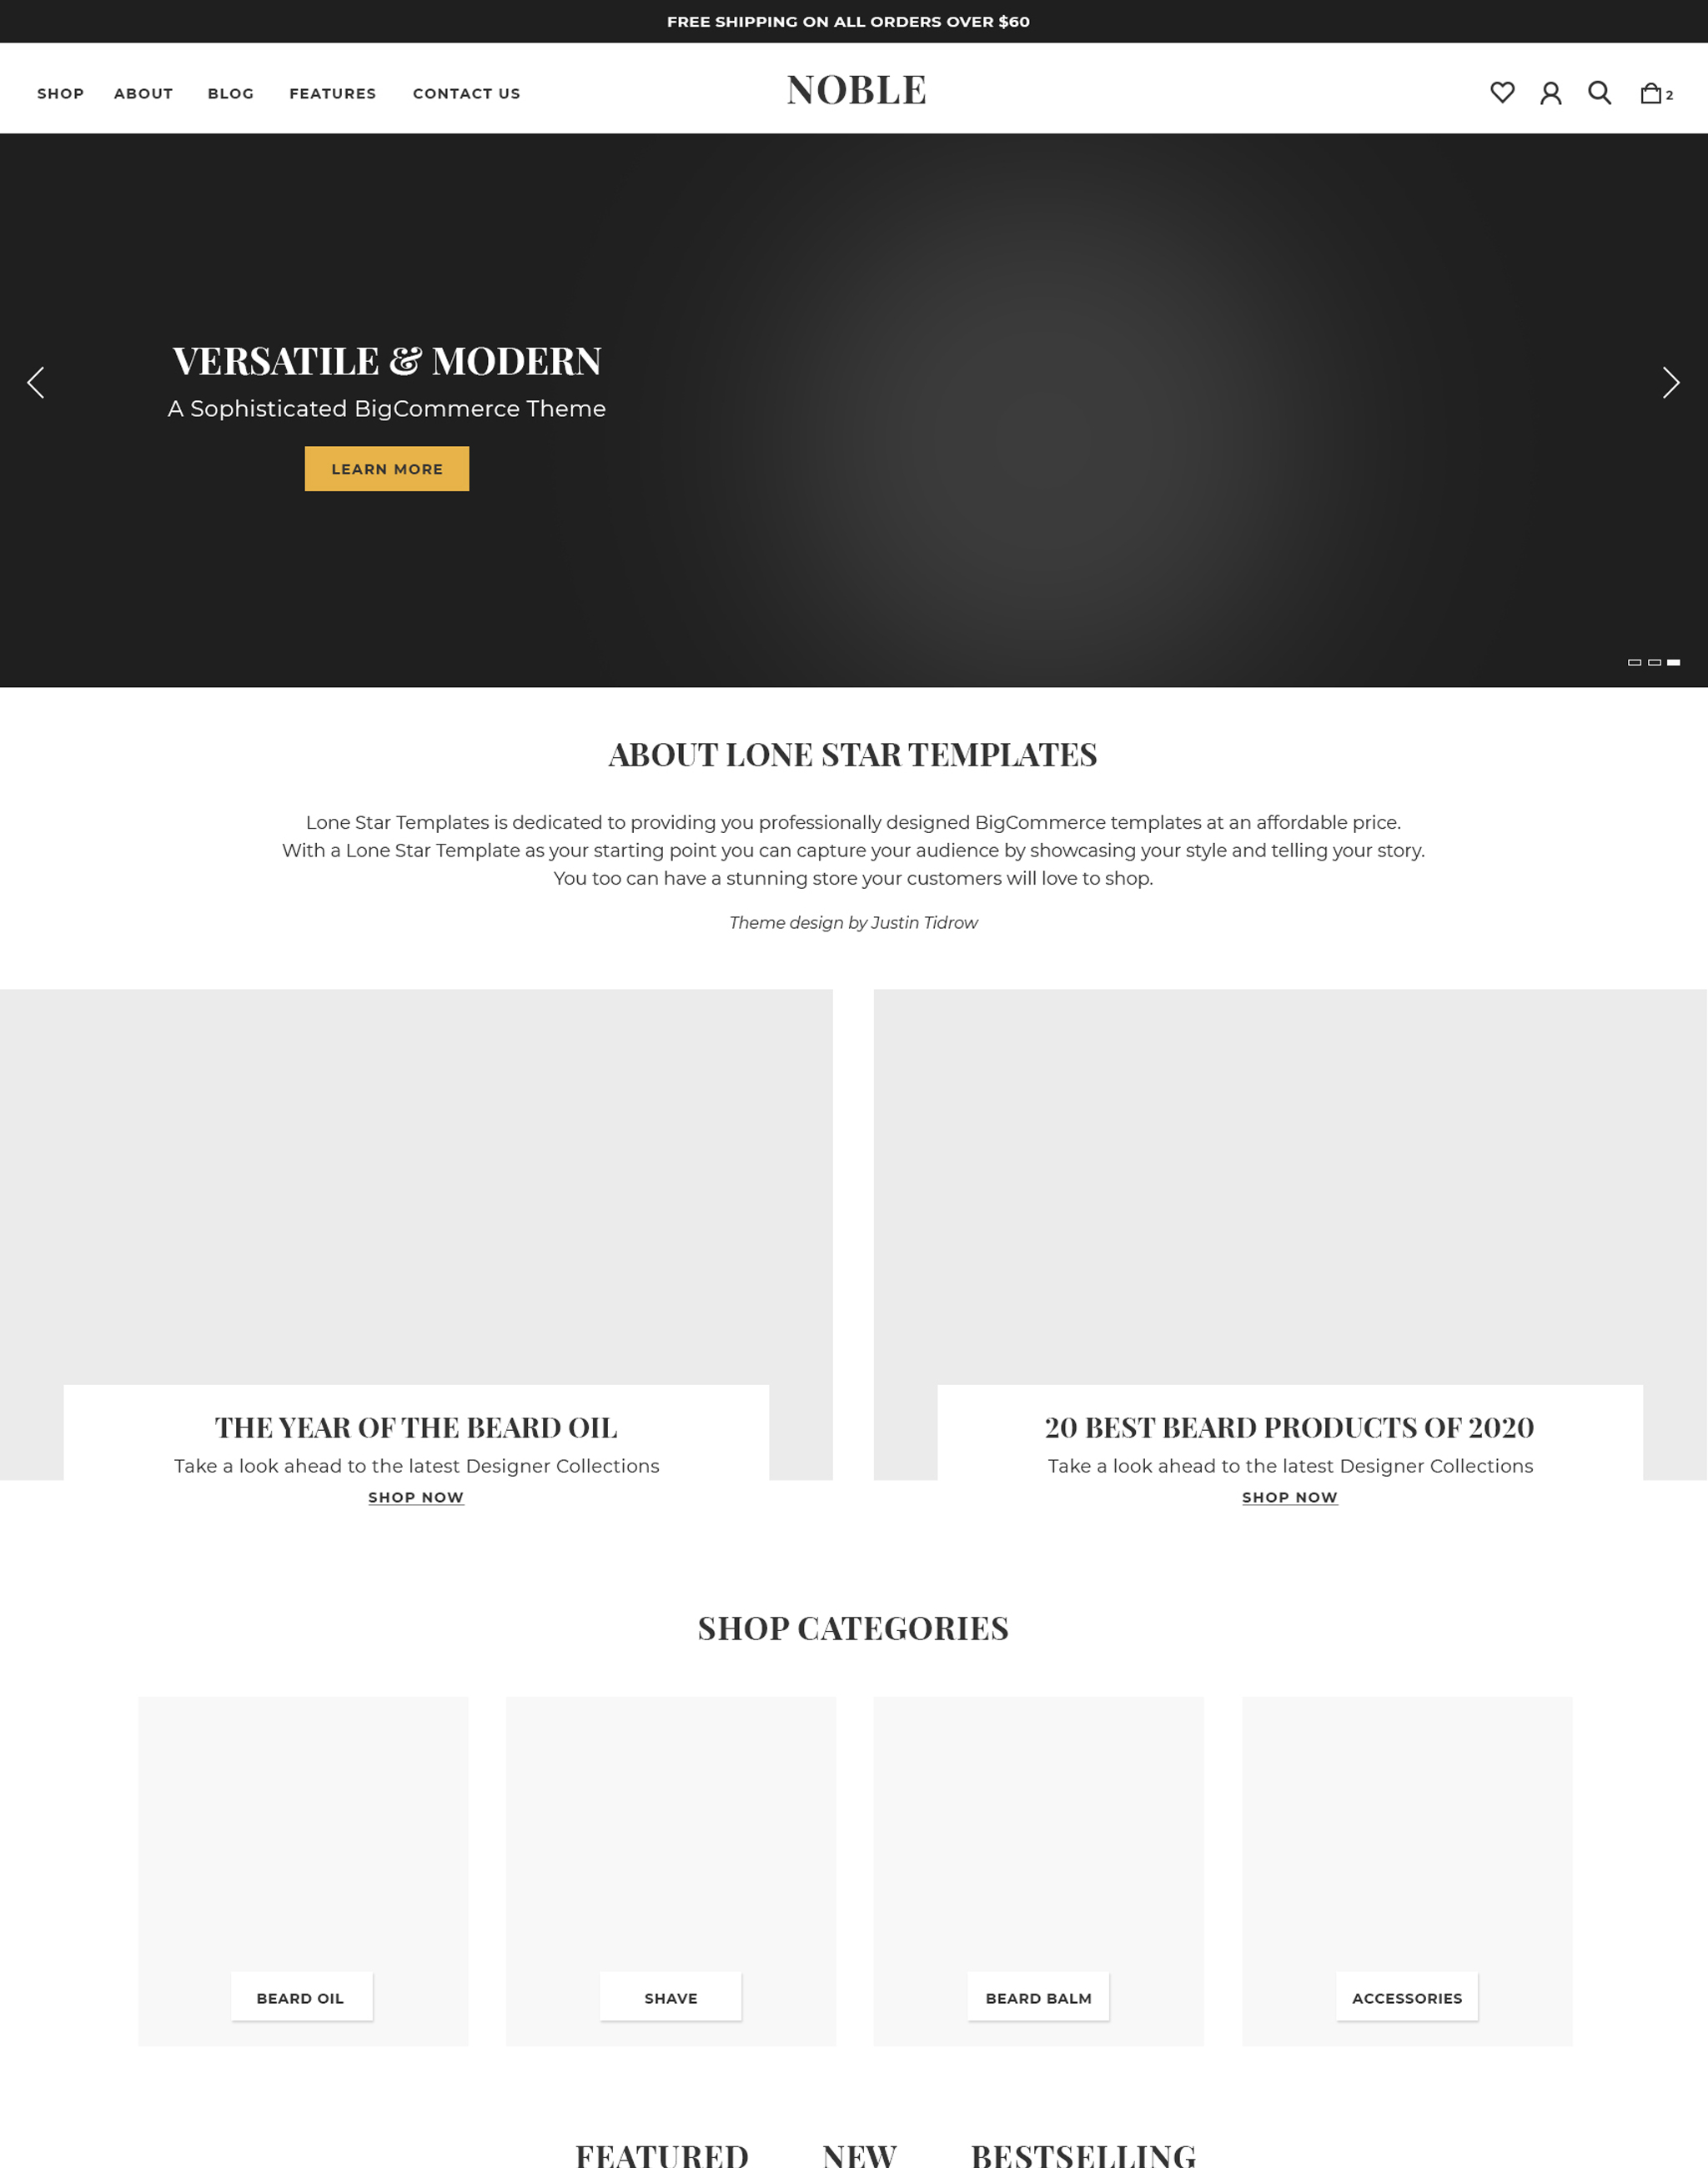 FREE SHIPPING ON ALL ORDERS OVER $60
SHOP ABOUT BLOG FEATURES CONTACT US
NOBLE
2
VERSATILE & MODERN
A Sophisticated BigCommerce Theme
LEARN MORE
ABOUT LONE STAR TEMPLATES
Lone Star Templates is dedicated to providing you professionally designed BigCommerce templates at an affordable price.
With a Lone Star Template as your starting point you can capture your audience by showcasing your style and telling your story.
You too can have a stunning store your customers will love to shop.
Theme design by Justin Tidrow
THE YEAR OF THE BEARD OIL
Take a look ahead to the latest Designer Collections
SHOP NOW
20 BEST BEARD PRODUCTS OF 2020
Take a look ahead to the latest Designer Collections
SHOP NOW
SHOP CATEGORIES
BEARD OIL
SHAVE
BEARD BALM
ACCESSORIES
FEATURED NEW BESTSELLING